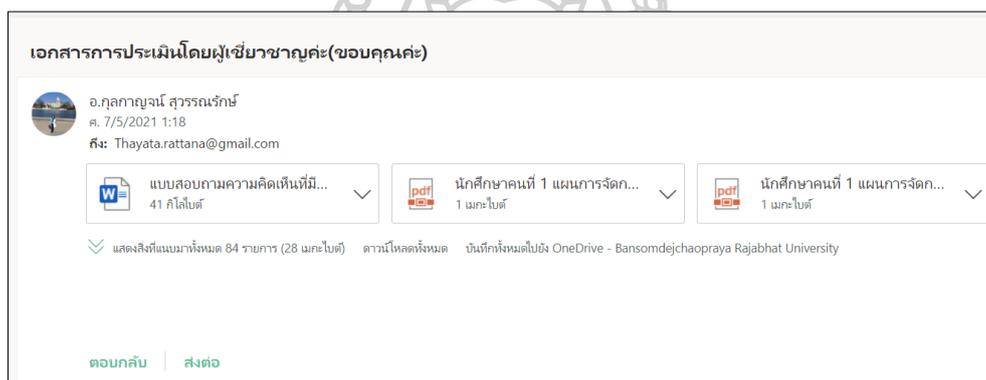 เอกสารการประเมินโดยผู้เชี่ยวชาญค่ะ(ขอบคุณค่ะ)
อ.กุลกาญจน์ สุวรรณรักษ์
ศ. 7/5/2021 1:18
ถึง: Thayata.rattana@gmail.com
แบบสอบถามความคิดเห็นที่มี... นักศึกษาคนที่ 1 แผนการจัดก... นักศึกษาคนที่ 1 แผนการจัดก...
41 กิโลไบต์ 1 เมกะไบต์ 1 เมกะไบต์
แสดงสิ่งที่แนบมาทั้งหมด 84 รายการ (28 เมกะไบต์) ดาวน์โหลดทั้งหมด บันทึกทั้งหมดไปยัง OneDrive - Bansomdejchaopraya Rajabhat University
ตอบกลับ ส่งต่อ